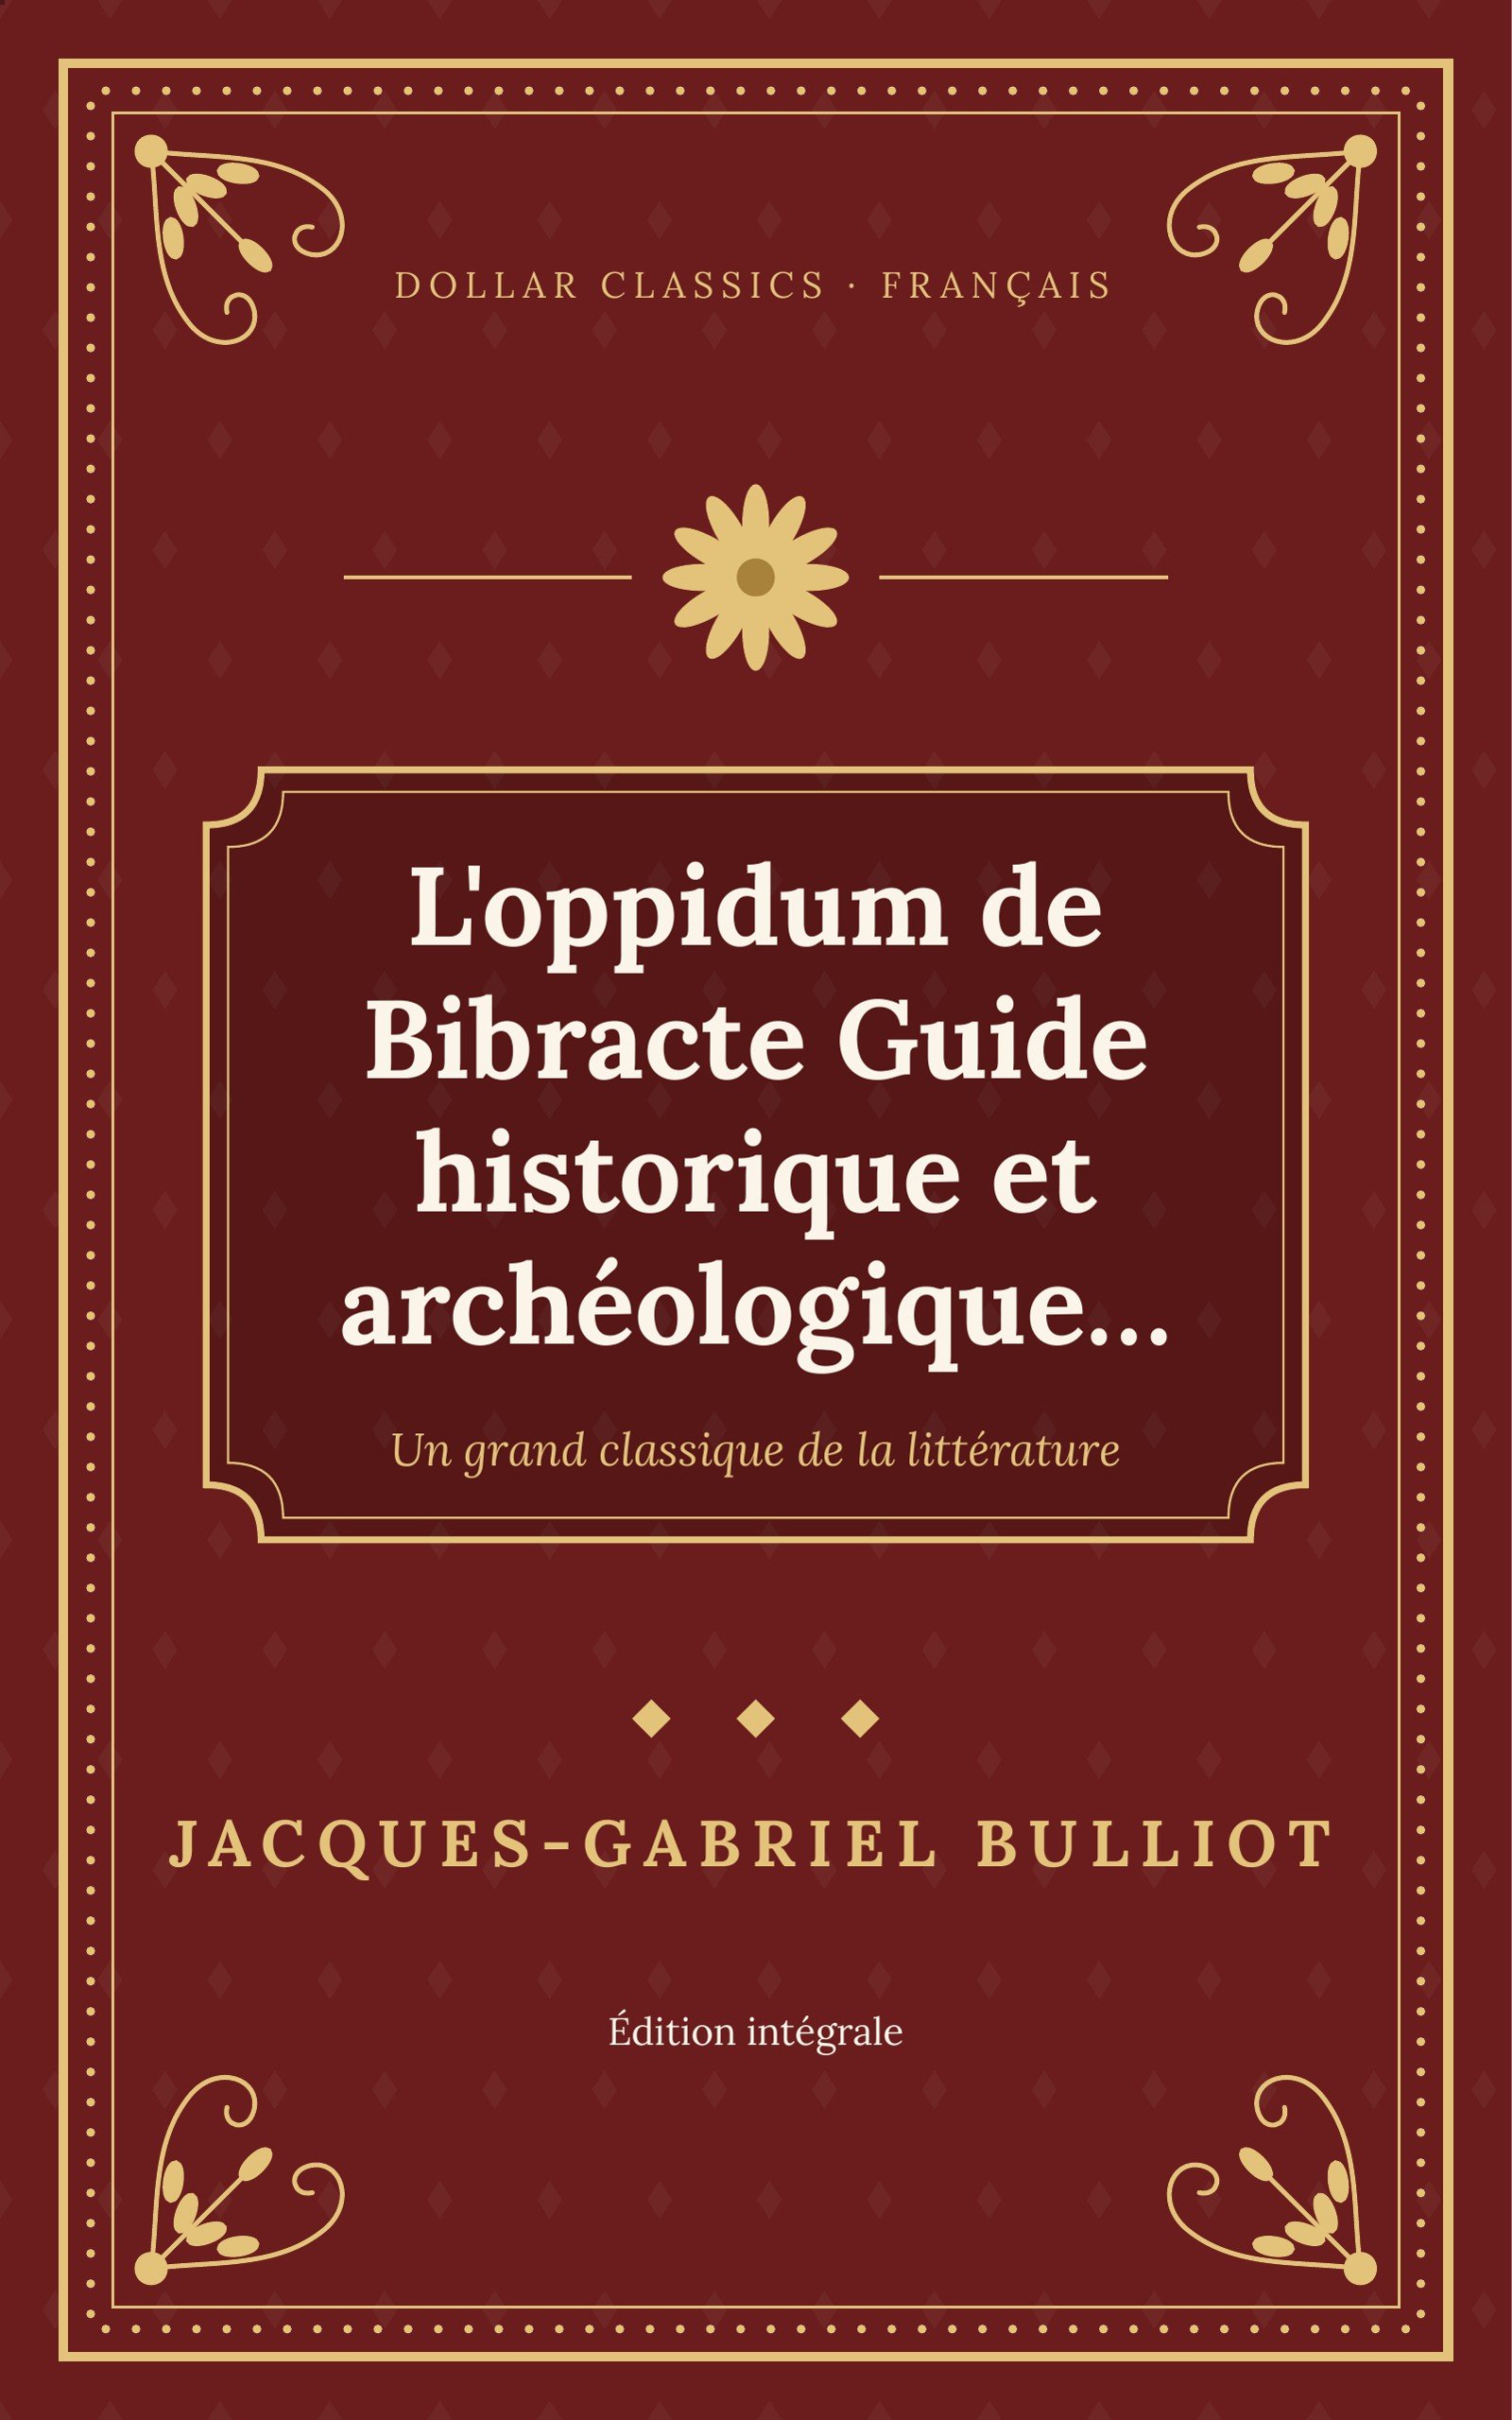 DOLLAR CLASSICS · FRANÇAIS
L'oppidum de
Bibracte Guide
historique et
archéologique...
Un grand classique de la littérature
JACQUES-GABRIEL BULLIOT
Édition intégrale